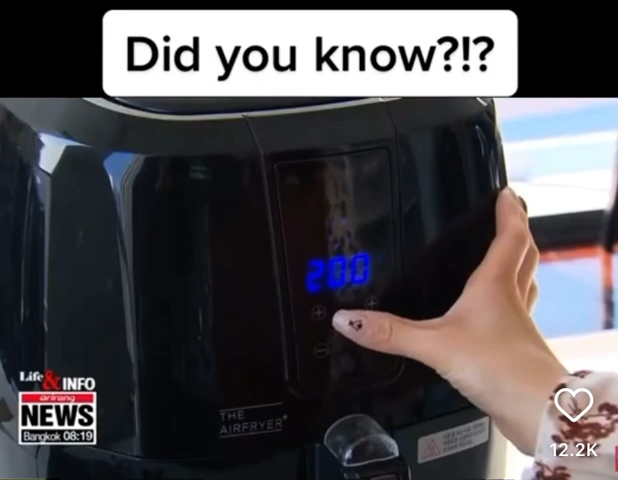 Did you know?!?
200
THE
AIRFRYER+
Life & INFO
arirang
NEWS
Bangkok 08:19
12.2K